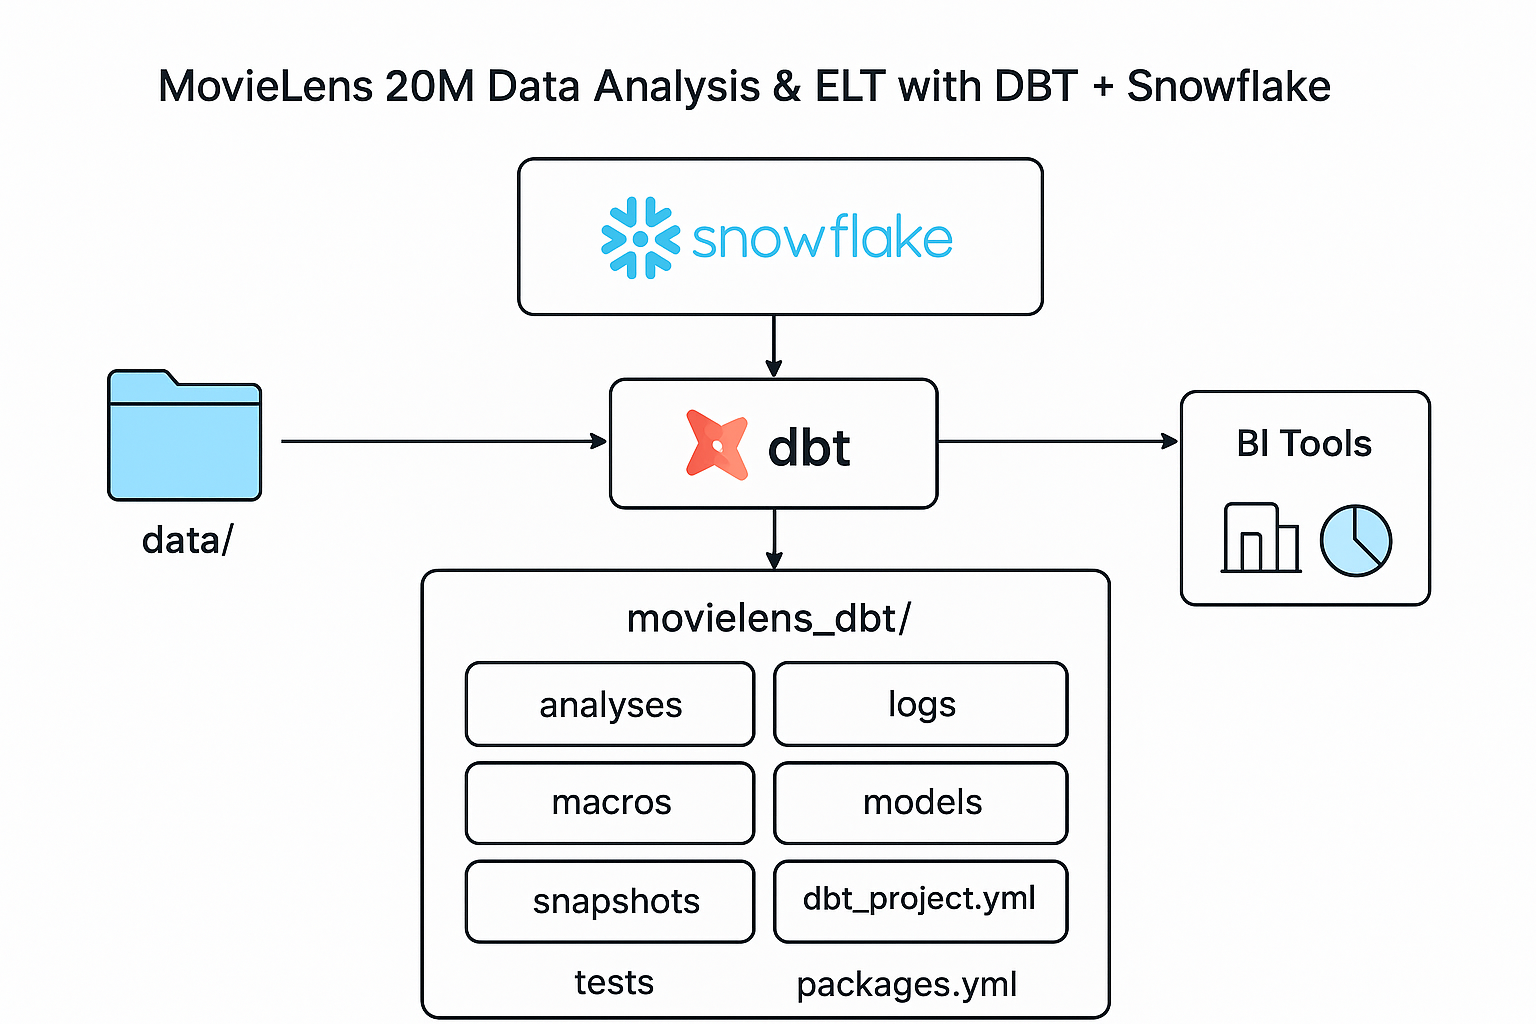 MovieLens 20M Data Analysis & ELT with DBT + Snowflake
snowflake
data/
dbt
BI Tools
movielens_dbt/
analyses
logs
macros
models
snapshots
dbt_project.yml
tests
packages.yml